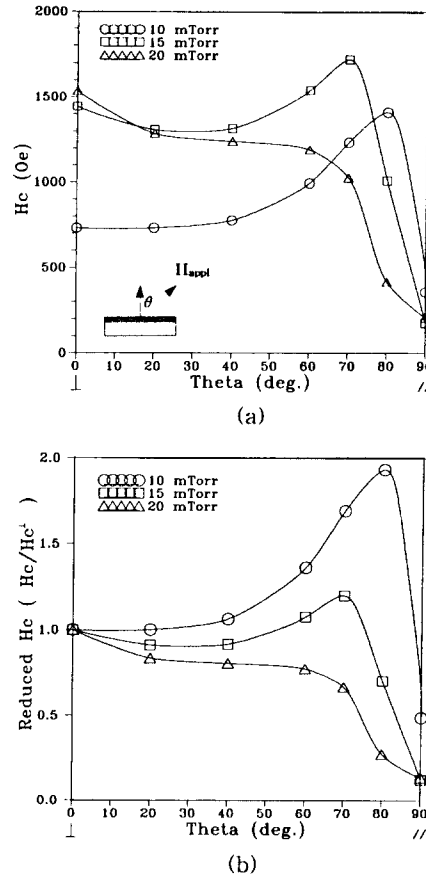 2000
1500
1000
500
0
Hc (Oe)
10 mTorr
15 mTorr
20 mTorr
θ
Happl
0 10 20 30 40 50 60 70 80 90
⊥ Theta (deg.) //
(a)
2.0
1.5
1.0
0.5
0.0
Reduced Hc ( Hc/Hc⊥ )
10 mTorr
15 mTorr
20 mTorr
0 10 20 30 40 50 60 70 80 90
⊥ Theta (deg.) //
(b)